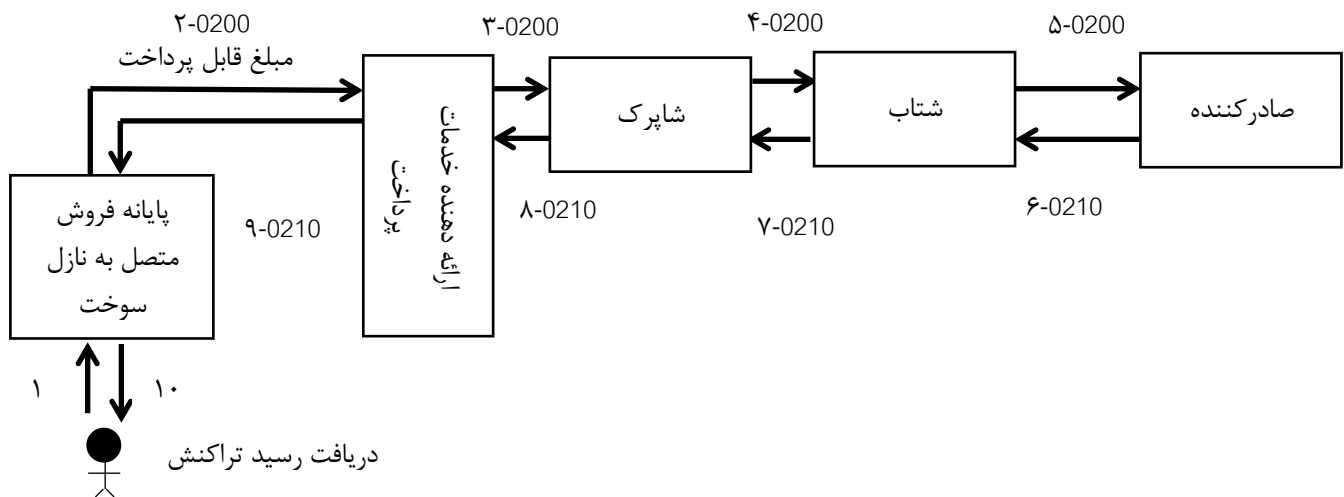 ۲-0200
۳-0200
۴-0200
۵-0200
مبلغ قابل پرداخت
ارائه دهنده خدمات
پرداخت
شاپرک
شتاب
صادرکننده
پایانه فروش
متصل به نازل
سوخت
۹-0210
۸-0210
۷-0210
۶-0210
۱
۱۰
دریافت رسید تراکنش